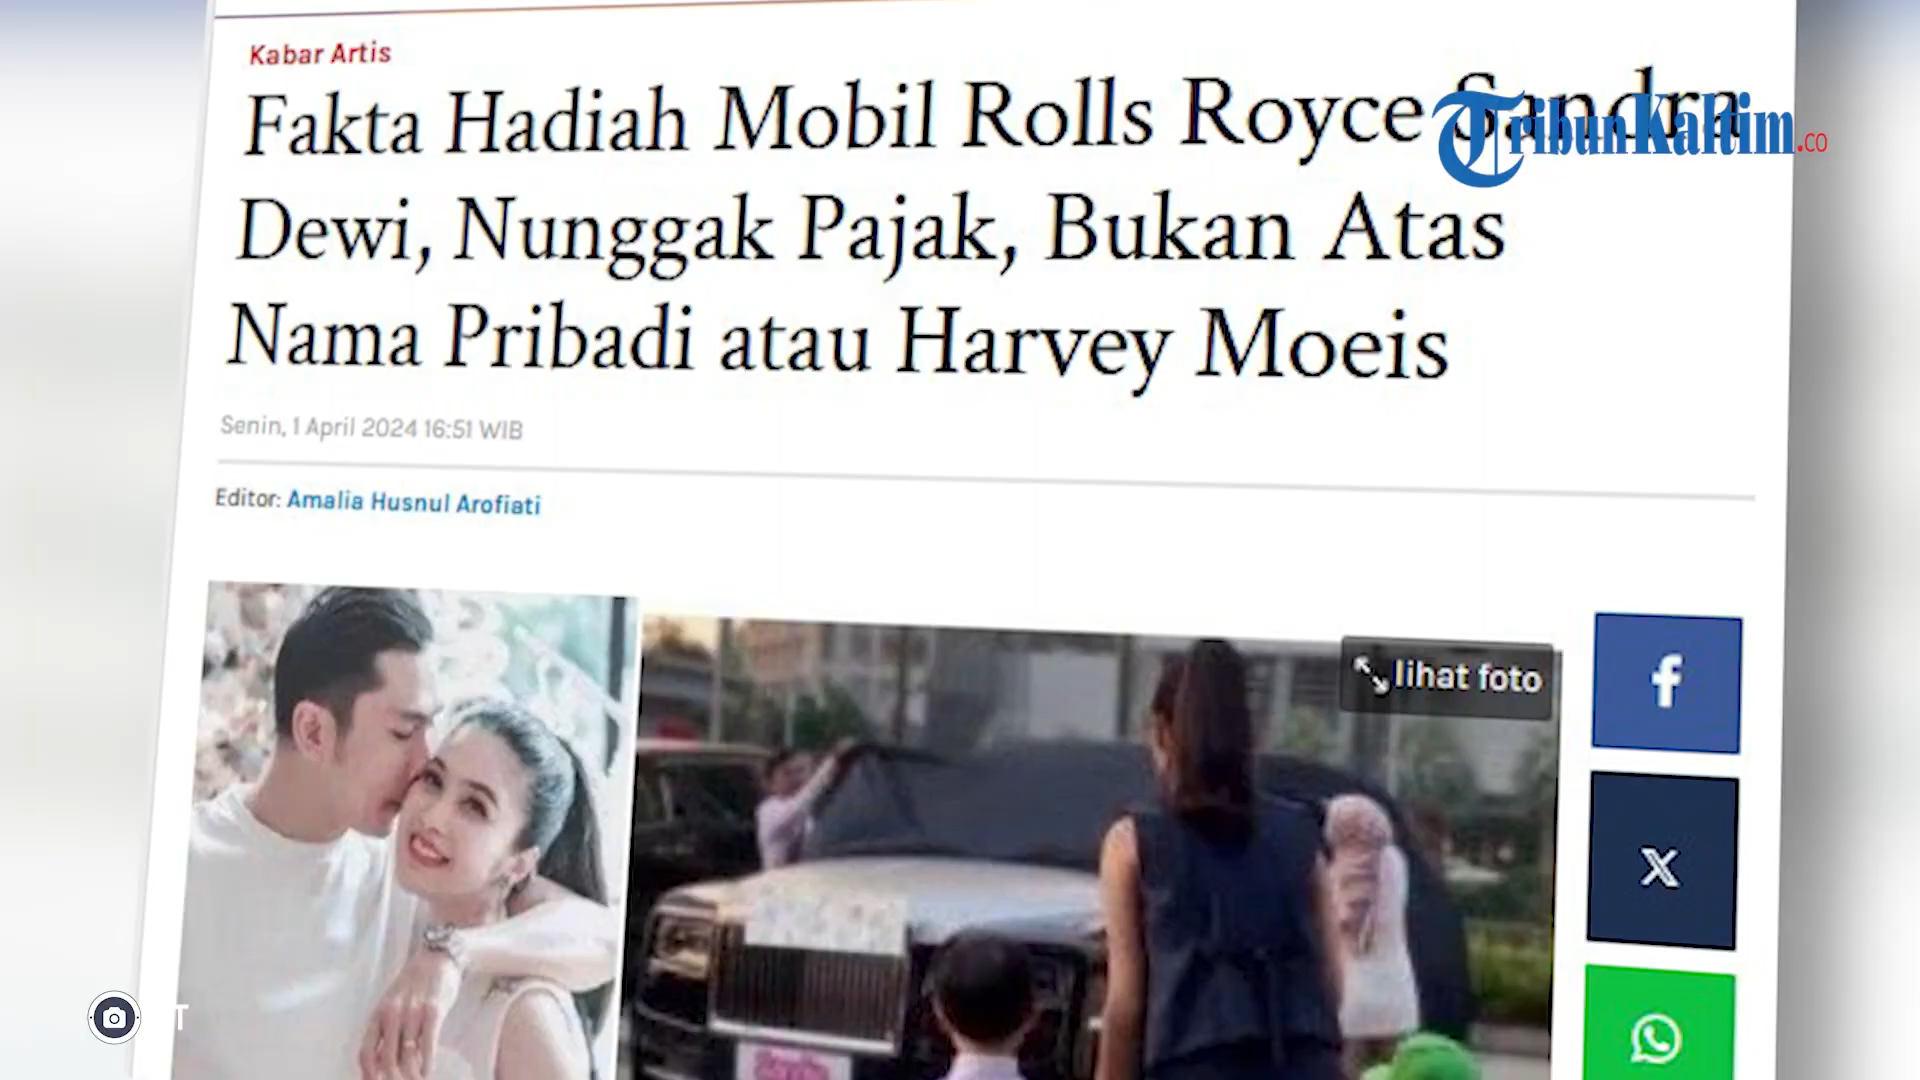 Kabar Artis
Fakta Hadiah Mobil Rolls Royce Sandra
Dewi, Nunggak Pajak, Bukan Atas
Nama Pribadi atau Harvey Moeis
TribunKaltim.co
Senin, 1 April 2024 16:51 WIB
Editor: Amalia Husnul Arofiati
lihat foto